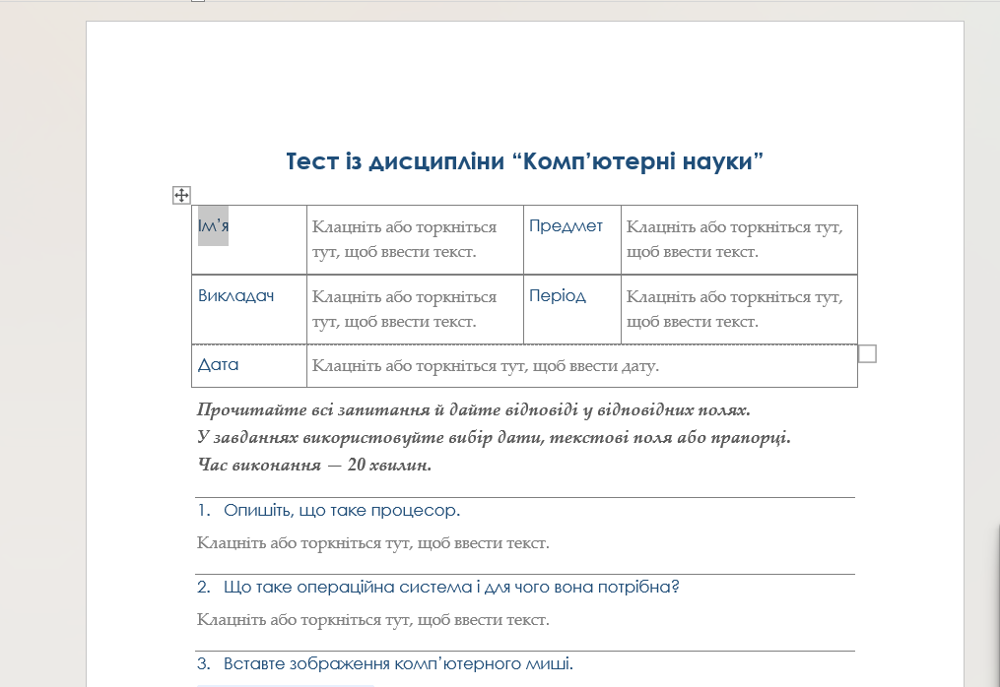 Тест із дисципліни “Комп’ютерні науки”
Ім’я
Клацніть або торкніться
тут, щоб ввести текст.
Предмет
Клацніть або торкніться тут,
щоб ввести текст.
Викладач
Клацніть або торкніться
тут, щоб ввести текст.
Період
Клацніть або торкніться тут,
щоб ввести текст.
Дата
Клацніть або торкніться тут, щоб ввести дату.
Прочитайте всі запитання й дайте відповіді у відповідних полях.
У завданнях використовуйте вибір дати, текстові поля або прапорці.
Час виконання — 20 хвилин.
1. Опишіть, що таке процесор.
Клацніть або торкніться тут, щоб ввести текст.
2. Що таке операційна система і для чого вона потрібна?
Клацніть або торкніться тут, щоб ввести текст.
3. Вставте зображення комп’ютерного миші.